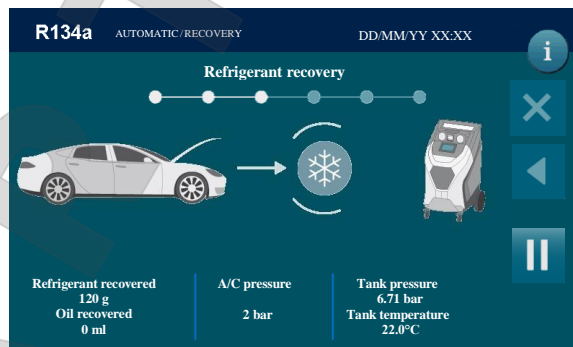 R134a AUTOMATIC/RECOVERY DD/MM/YY XX:XX
i
Refrigerant recovery
Refrigerant recovered
120 g
Oil recovered
0 ml
A/C pressure
2 bar
Tank pressure
6.71 bar
Tank temperature
22.0°C